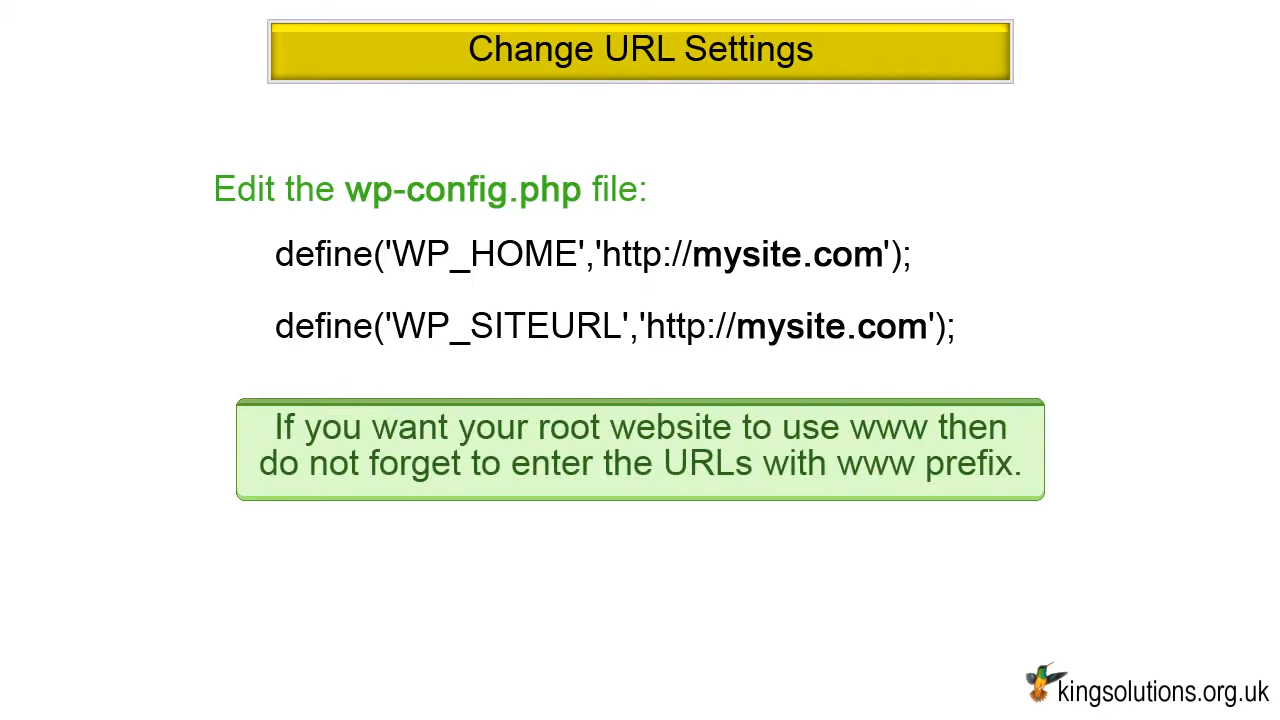 Change URL Settings
Edit the wp-config.php file:
define('WP_HOME','http://mysite.com');
define('WP_SITEURL','http://mysite.com');
If you want your root website to use www then
do not forget to enter the URLs with www prefix.
kingsolutions.org.uk